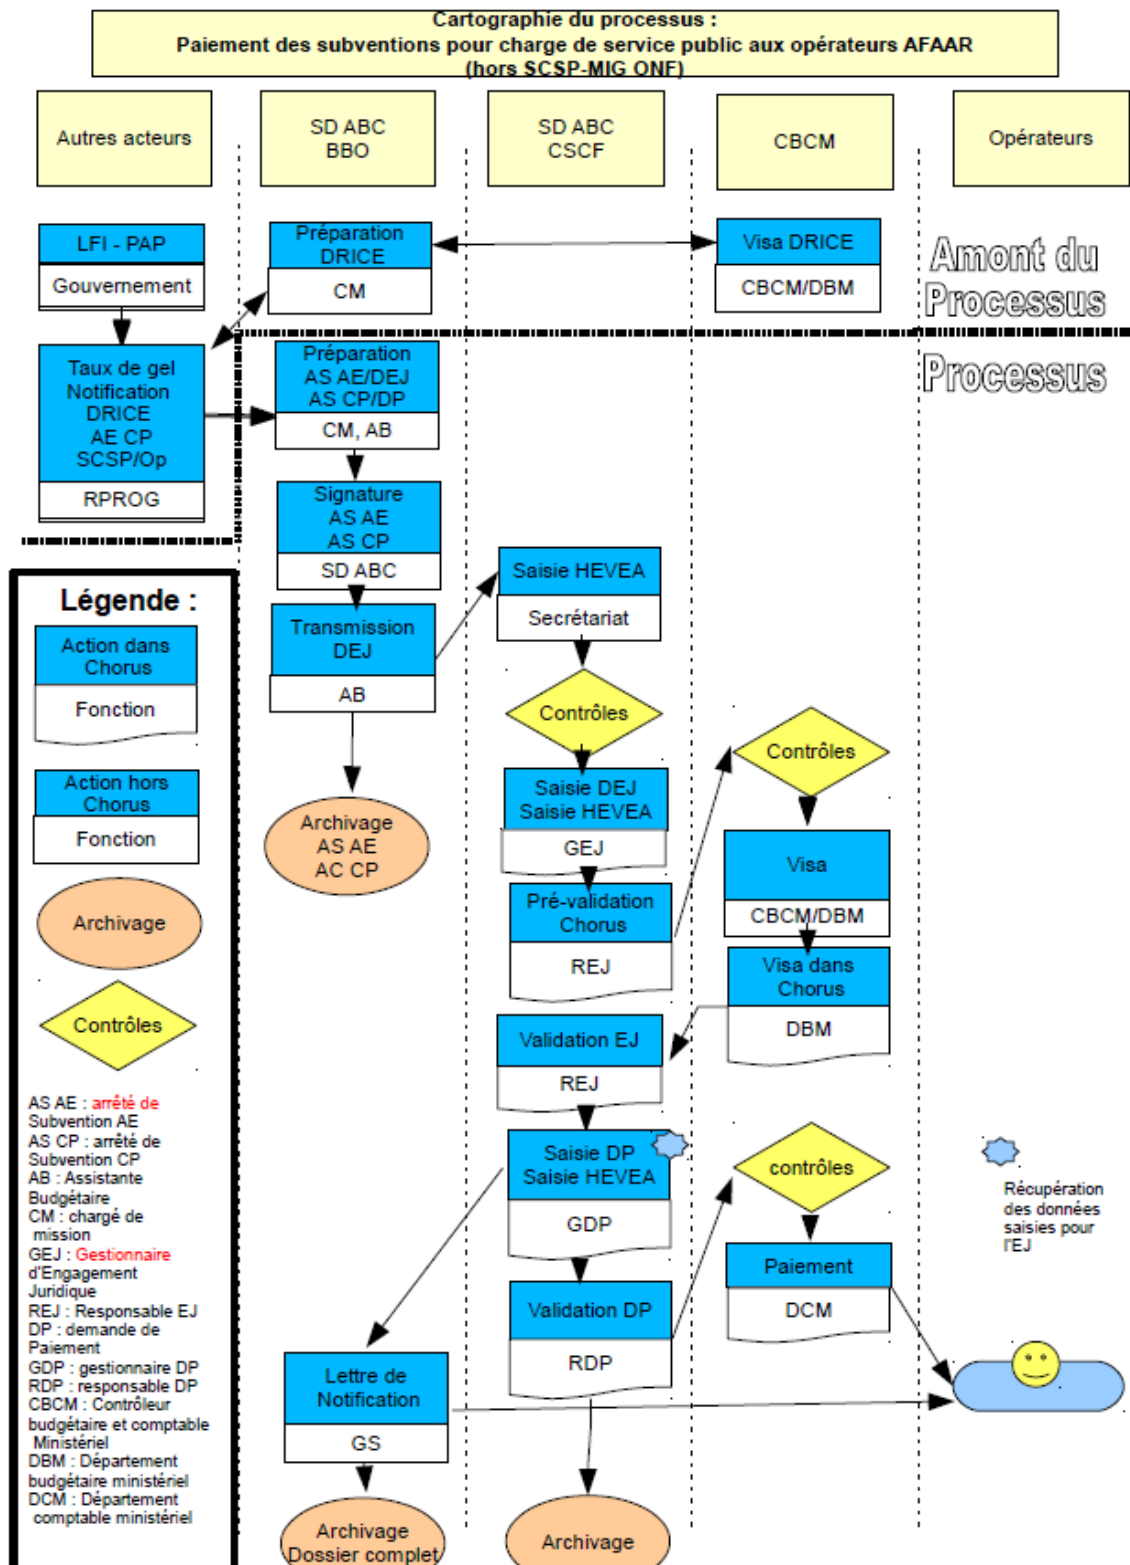 Cartographie du processus :
Paiement des subventions pour charge de service public aux opérateurs AFAAR
(hors SCSP-MIG ONF)
Autres acteurs
SD ABC
BBO
SD ABC
CSCF
CBCM
Opérateurs
LFI - PAP
Gouvernement
Préparation
DRICE
CM
Visa DRICE
CBCM/DBM
Amont du
Processus
Processus
Taux de gel
Notification
DRICE
AE CP
SCSP/Op
RPROG
Préparation
AS AE/DEJ
AS CP/DP
CM, AB
Signature
AS AE
AS CP
SD ABC
Transmission
DEJ
AB
Archivage
AS AE
AC CP
Saisie HEVEA
Secrétariat
Contrôles
Saisie DEJ
Saisie HEVEA
GEJ
Pré-validation
Chorus
REJ
Contrôles
Visa
CBCM/DBM
Visa dans
Chorus
DBM
Validation EJ
REJ
Saisie DP
Saisie HEVEA
GDP
Validation DP
RDP
contrôles
Paiement
DCM
Récupération
des données
saisies pour
l'EJ
Lettre de
Notification
GS
Archivage
Dossier complet
Archivage
Légende :
Action dans
Chorus
Fonction
Action hors
Chorus
Fonction
Archivage
Contrôles
AS AE : arrêté de
Subvention AE
AS CP : arrêté de
Subvention CP
AB : Assistante
Budgétaire
CM : chargé de
mission
GEJ : Gestionnaire
d'Engagement
Juridique
REJ : Responsable EJ
DP : demande de
Paiement
GDP : gestionnaire DP
RDP : responsable DP
CBCM : Contrôleur
budgétaire et comptable
Ministériel
DBM : Département
budgétaire ministériel
DCM : Département
comptable ministériel